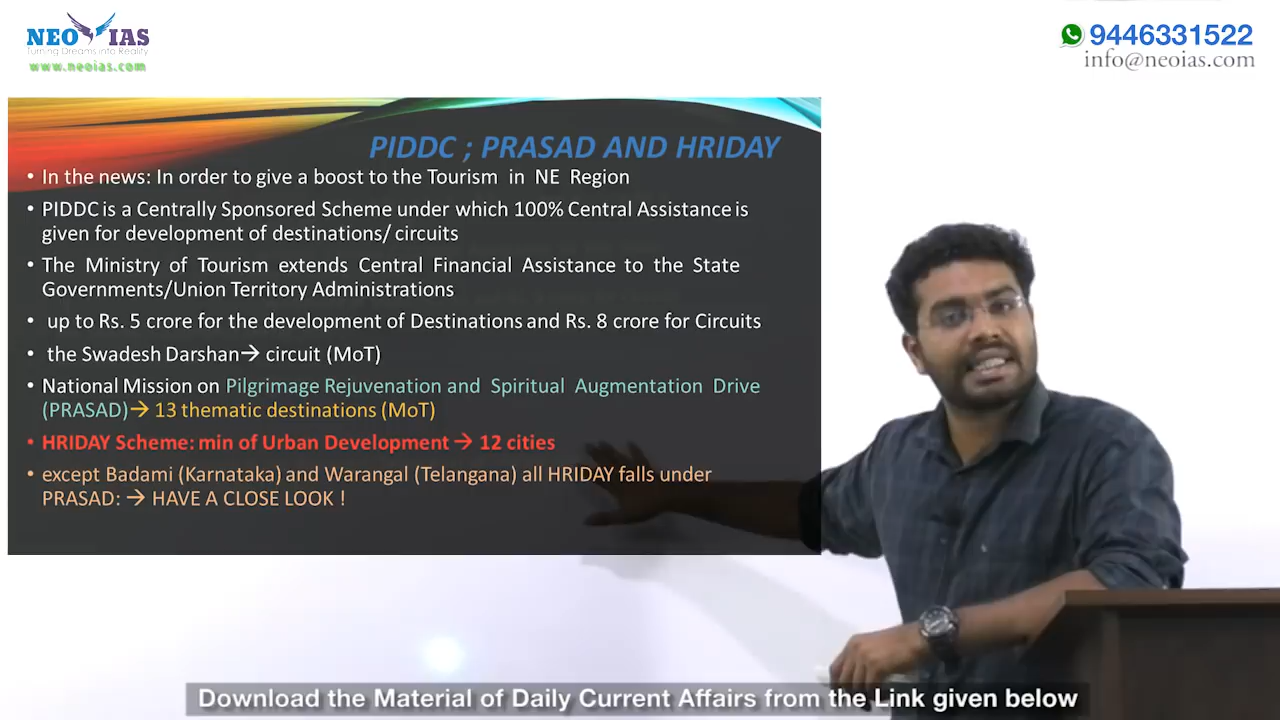 NEO IAS
Turning Dreams into Reality
www.neoias.com
9446331522
info@neoias.com
PIDDC ; PRASAD AND HRIDAY
• In the news: In order to give a boost to the Tourism in NE Region
• PIDDC is a Centrally Sponsored Scheme under which 100% Central Assistance is
given for development of destinations/ circuits
• The Ministry of Tourism extends Central Financial Assistance to the State
Governments/Union Territory Administrations
• up to Rs. 5 crore for the development of Destinations and Rs. 8 crore for Circuits
• the Swadesh Darshan→ circuit (MoT)
• National Mission on Pilgrimage Rejuvenation and Spiritual Augmentation Drive
(PRASAD)→ 13 thematic destinations (MoT)
• HRIDAY Scheme: min of Urban Development → 12 cities
• except Badami (Karnataka) and Warangal (Telangana) all HRIDAY falls under
PRASAD: → HAVE A CLOSE LOOK !
Download the Material of Daily Current Affairs from the Link given below